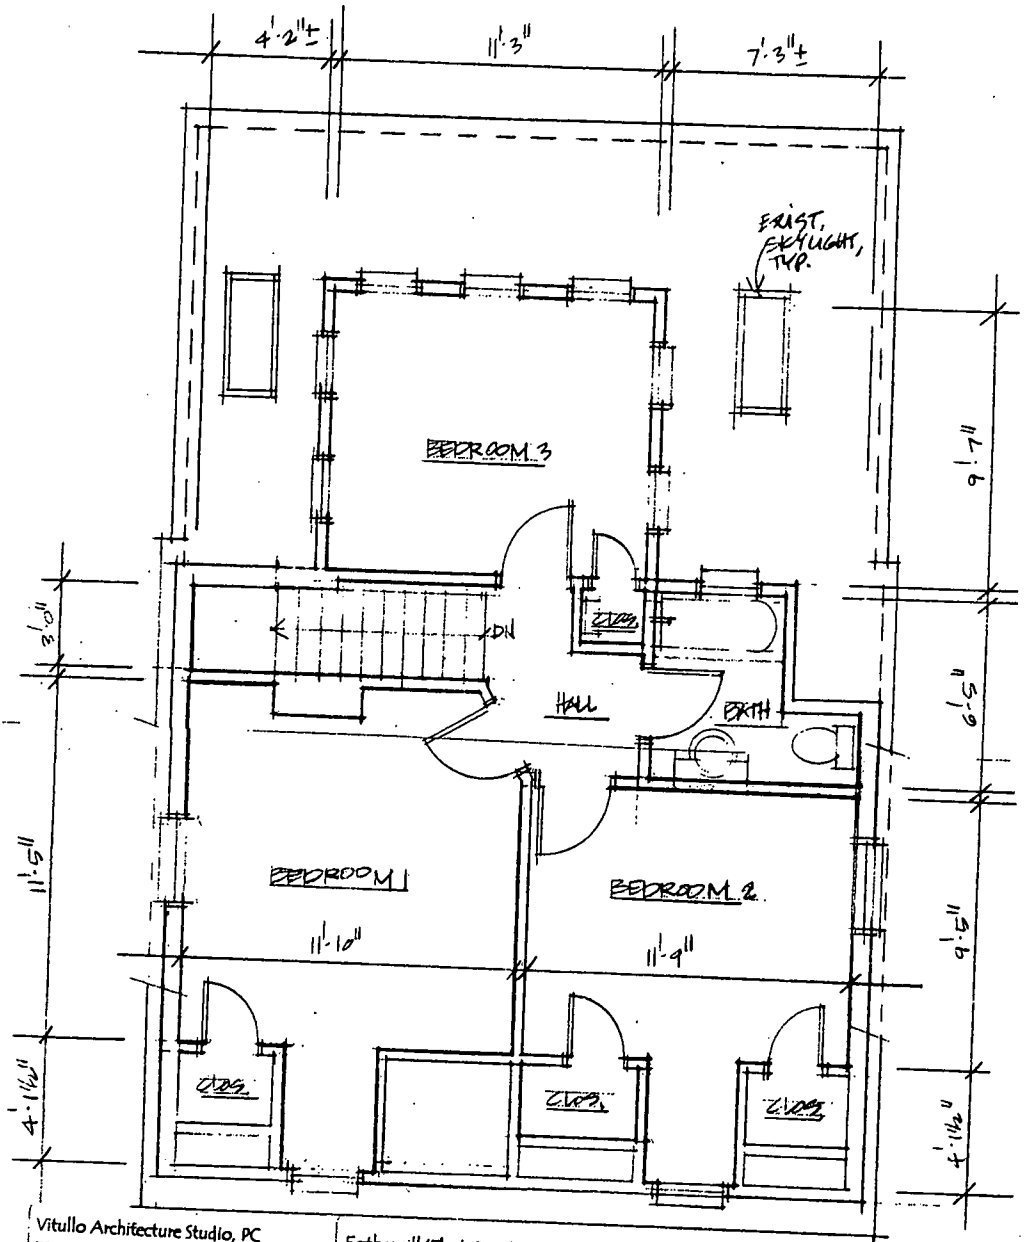 4'-2"±
11'-3"
7'-3"±
EXIST.
SKYLIGHT,
TYP.
9'-7"
BEDROOM 3
3'-0"
DN
CLOS.
HALL
BATH
6'-5"
11'-5"
BEDROOM 1
BEDROOM 2
11'-10"
11'-9"
9'-5"
CLOS.
CLOS.
CLOS.
4'-1½"
4'-1½"
Vitullo Architecture Studio, PC